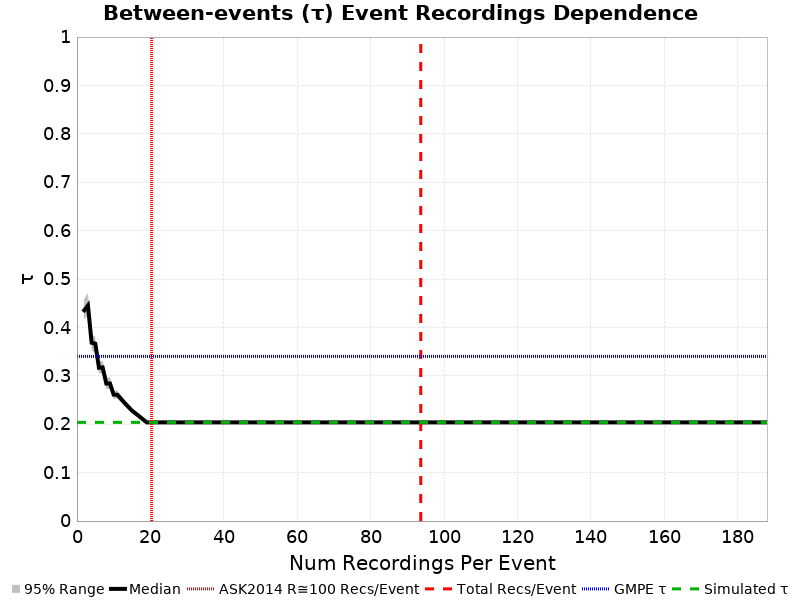 Between-events (τ) Event Recordings Dependence
1
0.9
0.8
0.7
0.6
0.5
0.4
0.3
0.2
0.1
0
τ
0 20 40 60 80 100 120 140 160 180
Num Recordings Per Event
95% Range Median ASK2014 R≅100 Recs/Event Total Recs/Event GMPE τ Simulated τ